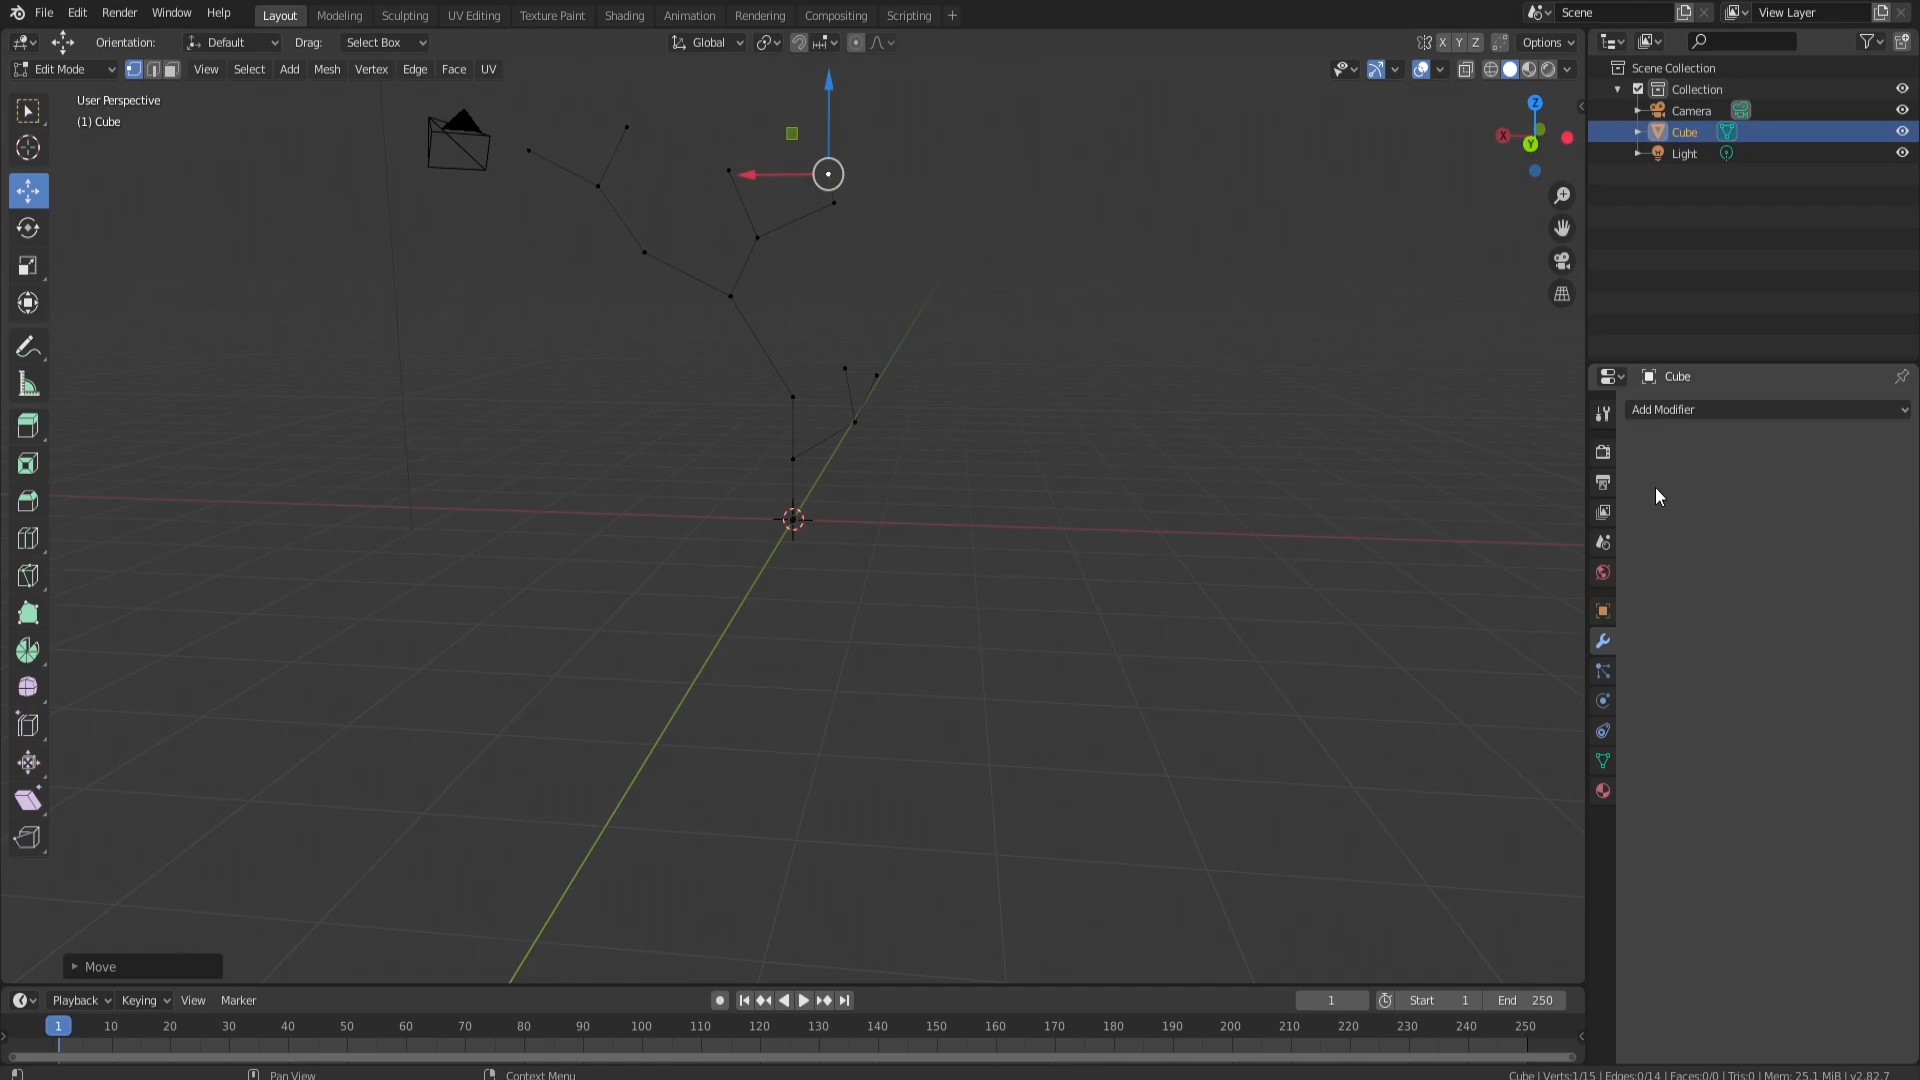 File Edit Render Window Help Layout Modeling Sculpting UV Editing Texture Paint Shading Animation Rendering Compositing Scripting + Scene View Layer
Orientation: Default Drag: Select Box Global X Y Z Options
Edit Mode View Select Add Mesh Vertex Edge Face UV
User Perspective
(1) Cube
Z
X
Y
Move
Scene Collection
Collection
Camera
Cube
Light
Cube
Add Modifier
Playback Keying View Marker 1 Start 1 End 250
1 10 20 30 40 50 60 70 80 90 100 110 120 130 140 150 160 170 180 190 200 210 220 230 240 250
Pan View Context Menu Cube | Verts:1/15 | Edges:0/14 | Faces:0/0 | Tris:0 | Mem: 25.1 MiB | v2.82.7